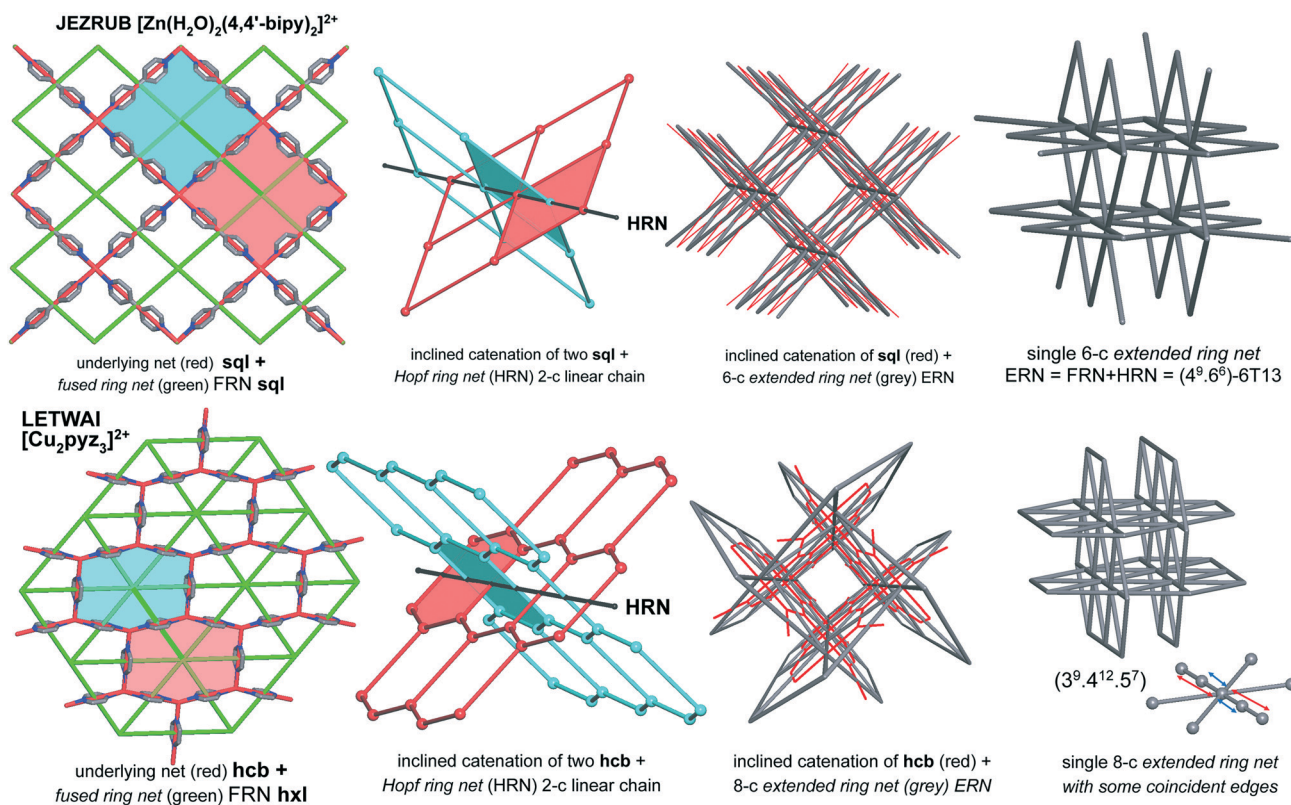 JEZRUB [Zn(H₂O)₂(4,4'-bipy)₂]²⁺
HRN
underlying net (red) sql +
fused ring net (green) FRN sql
inclined catenation of two sql +
Hopf ring net (HRN) 2-c linear chain
inclined catenation of sql (red) +
6-c extended ring net (grey) ERN
single 6-c extended ring net
ERN = FRN+HRN = (4⁹.6⁶)-6T13
LETWAI
[Cu₂pyz₃]²⁺
HRN
(3⁹.4¹².5⁷)
underlying net (red) hcb +
fused ring net (green) FRN hxl
inclined catenation of two hcb +
Hopf ring net (HRN) 2-c linear chain
inclined catenation of hcb (red) +
8-c extended ring net (grey) ERN
single 8-c extended ring net
with some coincident edges